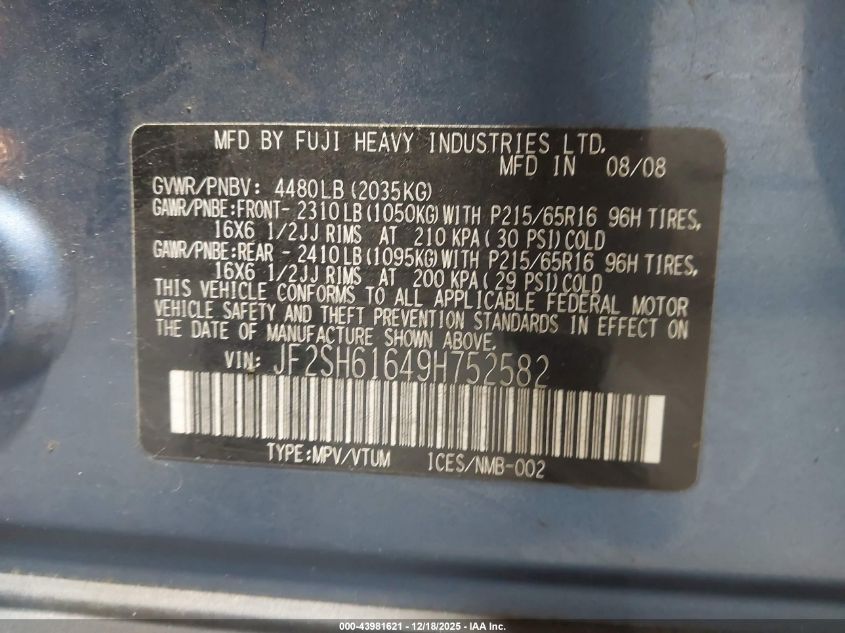 MFD BY FUJI HEAVY INDUSTRIES LTD.
MFD IN 08/08
GVWR/PNBV: 4480LB(2035KG)
GAWR/PNBE:FRONT- 2310LB(1050KG)WITH P215/65R16 96H TIRES,
16X6 1/2JJ RIMS AT 210 KPA( 30 PSI)COLD
GAWR/PNBE:REAR - 2410LB(1095KG)WITH P215/65R16 96H TIRES,
16X6 1/2JJ RIMS AT 200 KPA( 29 PSI)COLD
THIS VEHICLE CONFORMS TO ALL APPLICABLE FEDERAL MOTOR
VEHICLE SAFETY AND THEFT PREVENTION STANDARDS IN EFFECT ON
THE DATE OF MANUFACTURE SHOWN ABOVE.
VIN: JF2SH61649H752582
TYPE:MPV/VTUM ICES/NMB-002
000-43981621 - 12/18/2025 - IAA Inc.